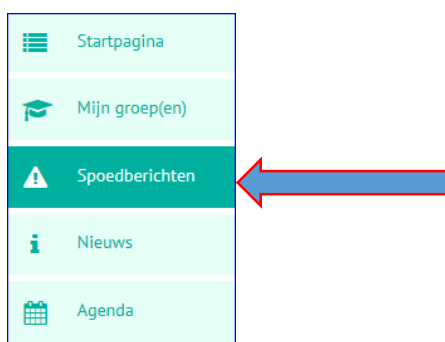 Startpagina
Mijn groep(en)
Spoedberichten
Nieuws
Agenda